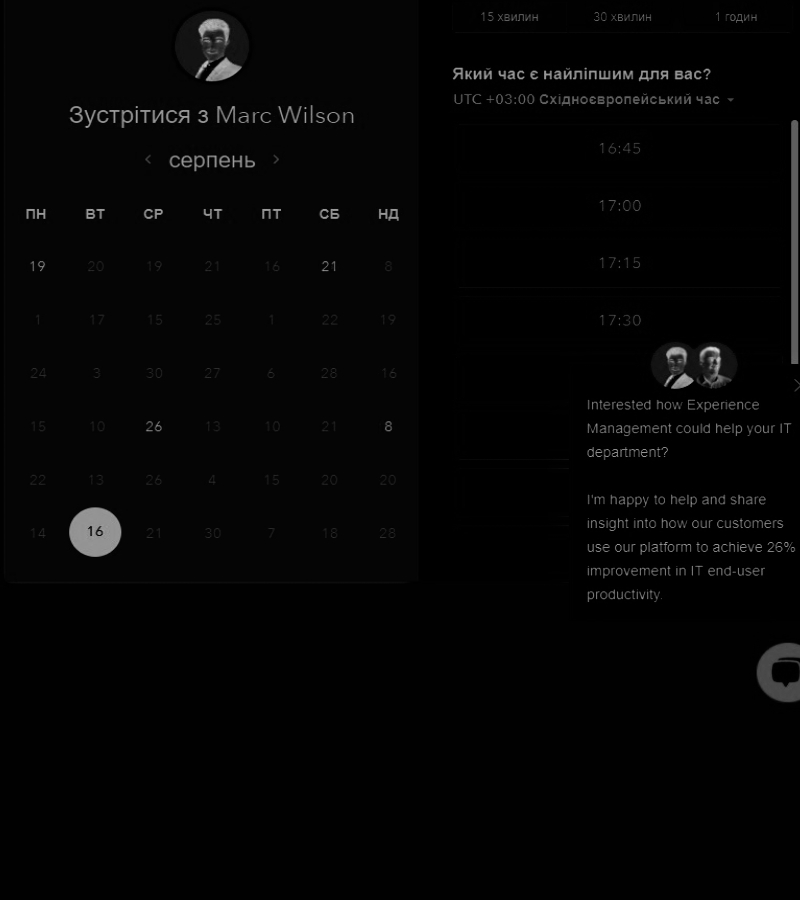 Зустрітися з Marc Wilson
серпень
ПН ВТ СР ЧТ ПТ СБ НД
19 20 19 21 16 21 8
1 17 15 25 1 22 19
24 3 30 27 6 28 16
15 10 26 13 10 21 8
22 13 26 4 15 20 20
14 16 21 30 7 18 28
15 хвилин 30 хвилин 1 годин
Який час є найліпшим для вас?
UTC +03:00 Східноєвропейський час
16:45
17:00
17:15
17:30
Interested how Experience
Management could help your IT
department?
I'm happy to help and share
insight into how our customers
use our platform to achieve 26%
improvement in IT end-user
productivity.